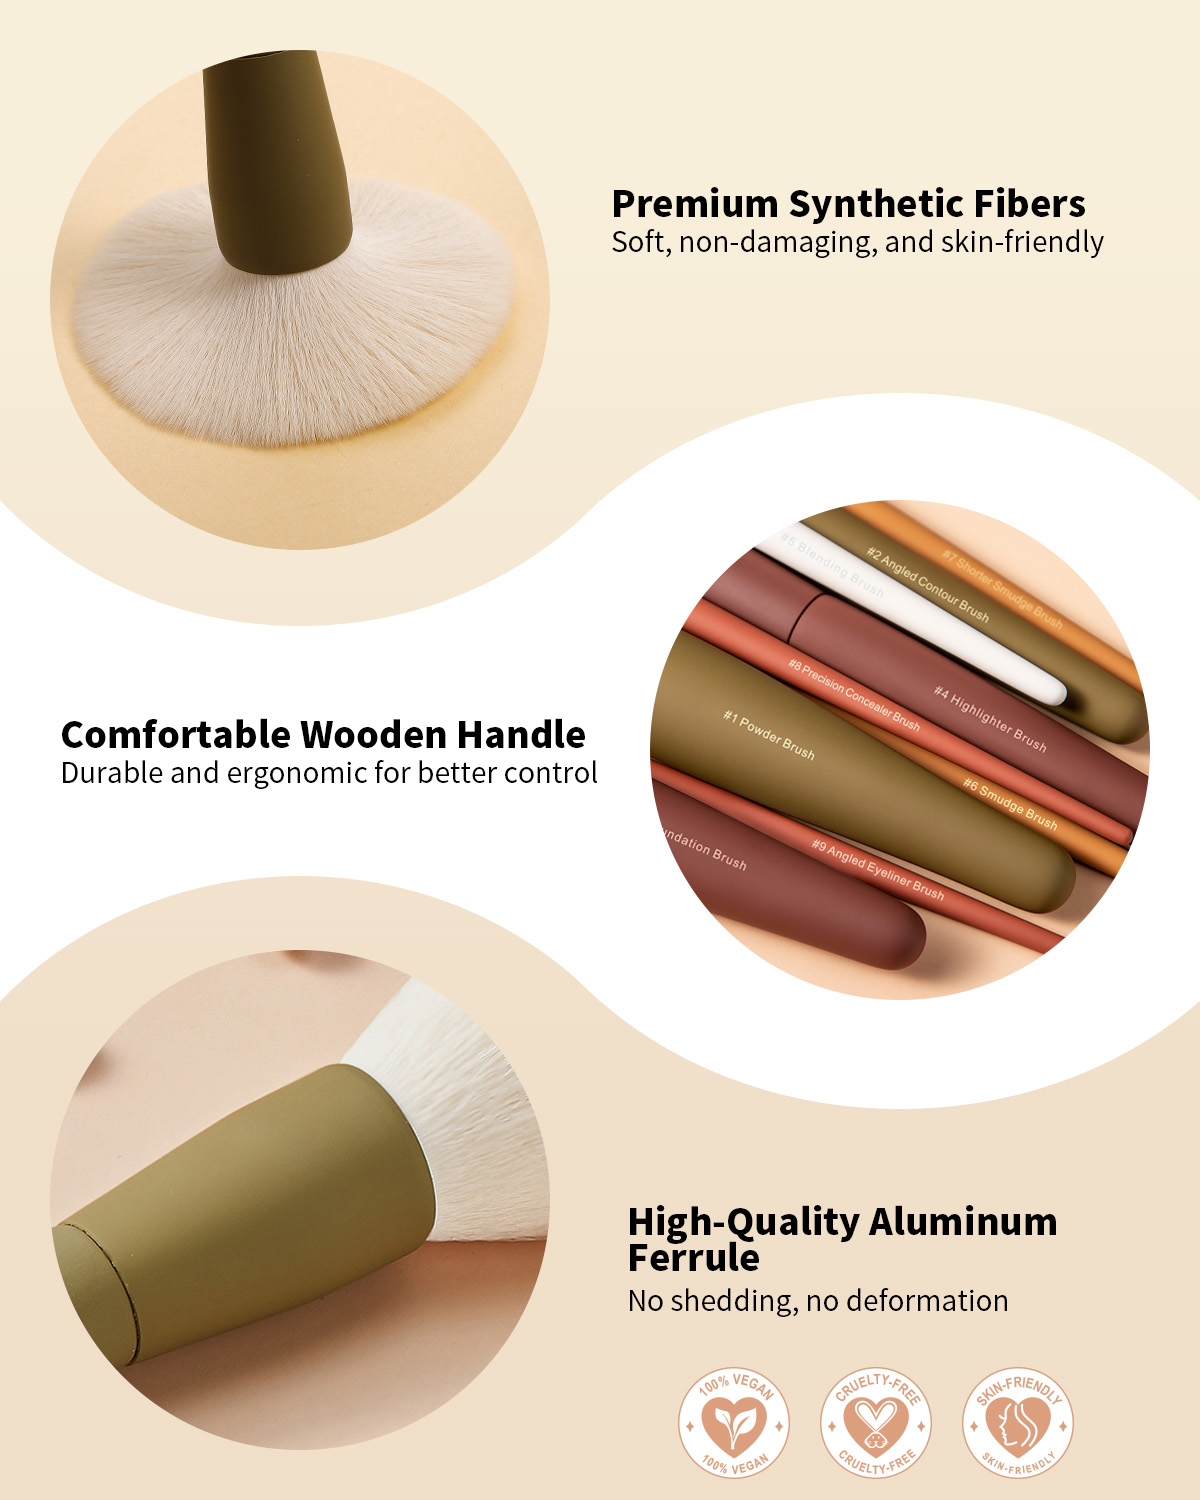 Premium Synthetic Fibers
Soft, non-damaging, and skin-friendly
#7 Shorter Smudge Brush
#2 Angled Contour Brush
#5 Blending Brush
#4 Highlighter Brush
#8 Precision Concealer Brush
#1 Powder Brush
#6 Smudge Brush
#9 Angled Eyeliner Brush
Brush
Comfortable Wooden Handle
Durable and ergonomic for better control
High-Quality Aluminum
Ferrule
No shedding, no deformation
100% VEGAN
100% VEGAN
CRUELTY-FREE
CRUELTY-FREE
SKIN-FRIENDLY
SKIN-FRIENDLY